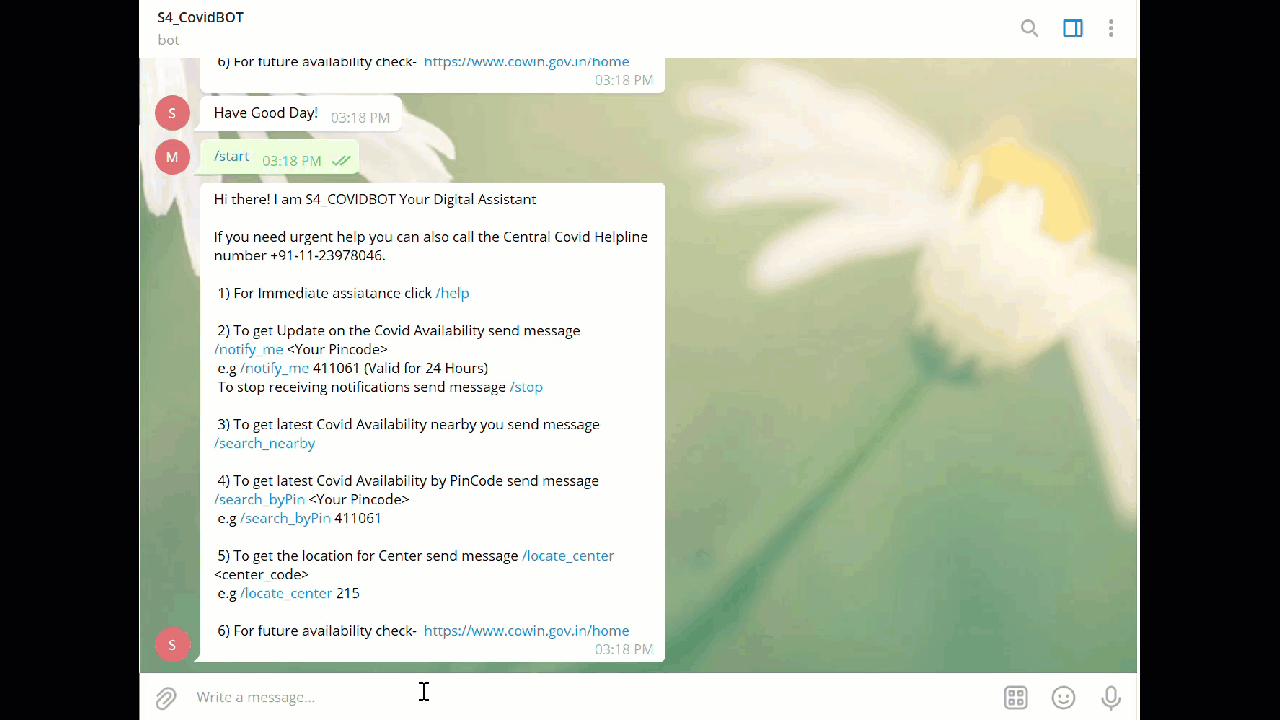 S4_CovidBOT
bot
6) For future availability check- https://www.cowin.gov.in/home
03:18 PM
S
Have Good Day! 03:18 PM
M
/start 03:18 PM
Hi there! I am S4_COVIDBOT Your Digital Assistant
If you need urgent help you can also call the Central Covid Helpline
number +91-11-23978046.
1) For Immediate assiatance click /help
2) To get Update on the Covid Availability send message
/notify_me <Your Pincode>
e.g /notify_me 411061 (Valid for 24 Hours)
To stop receiving notifications send message /stop
3) To get latest Covid Availability nearby you send message
/search_nearby
4) To get latest Covid Availability by PinCode send message
/search_byPin <Your Pincode>
e.g /search_byPin 411061
5) To get the location for Center send message /locate_center
<center_code>
e.g /locate_center 215
6) For future availability check- https://www.cowin.gov.in/home
S
03:18 PM
Write a message...